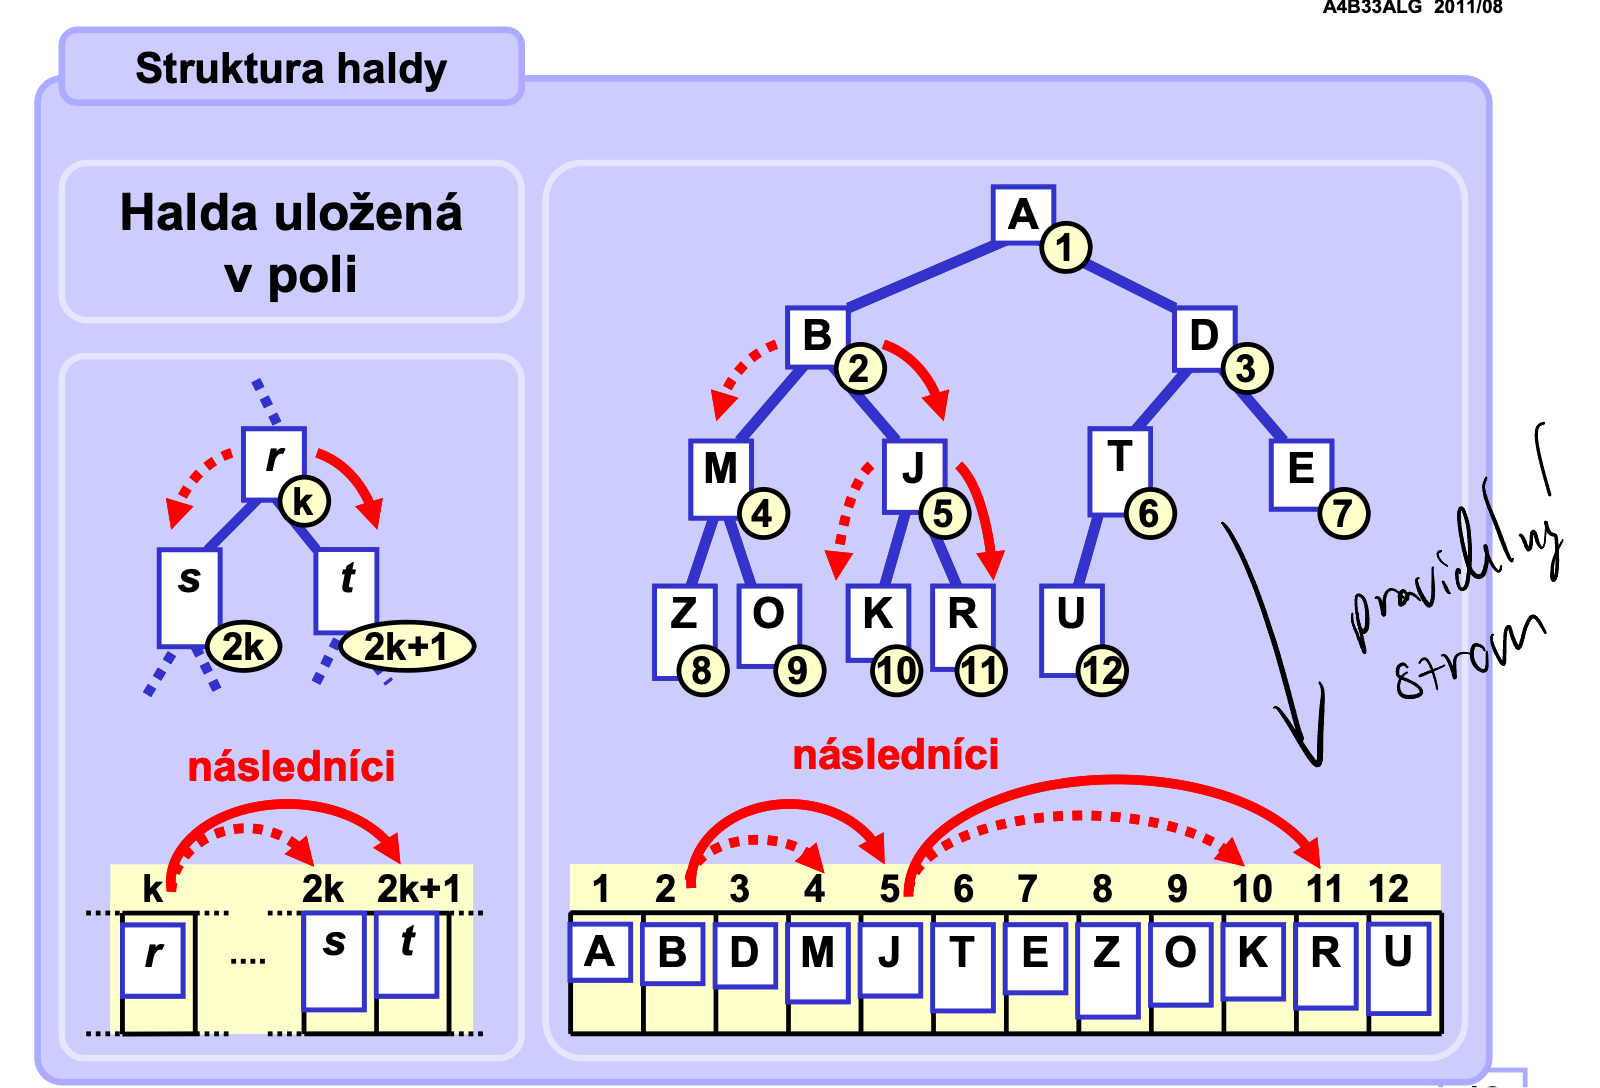 A4B33ALG 2011/08
Struktura haldy
Halda uložená
v poli
r
k
s
t
2k
2k+1
následníci
k
2k
2k+1
r
....
s
t
A
1
B
2
D
3
M
4
J
5
T
6
E
7
Z
8
O
9
K
10
R
11
U
12
pravidelný
strom
následníci
1 2 3 4 5 6 7 8 9 10 11 12
A B D M J T E Z O K R U